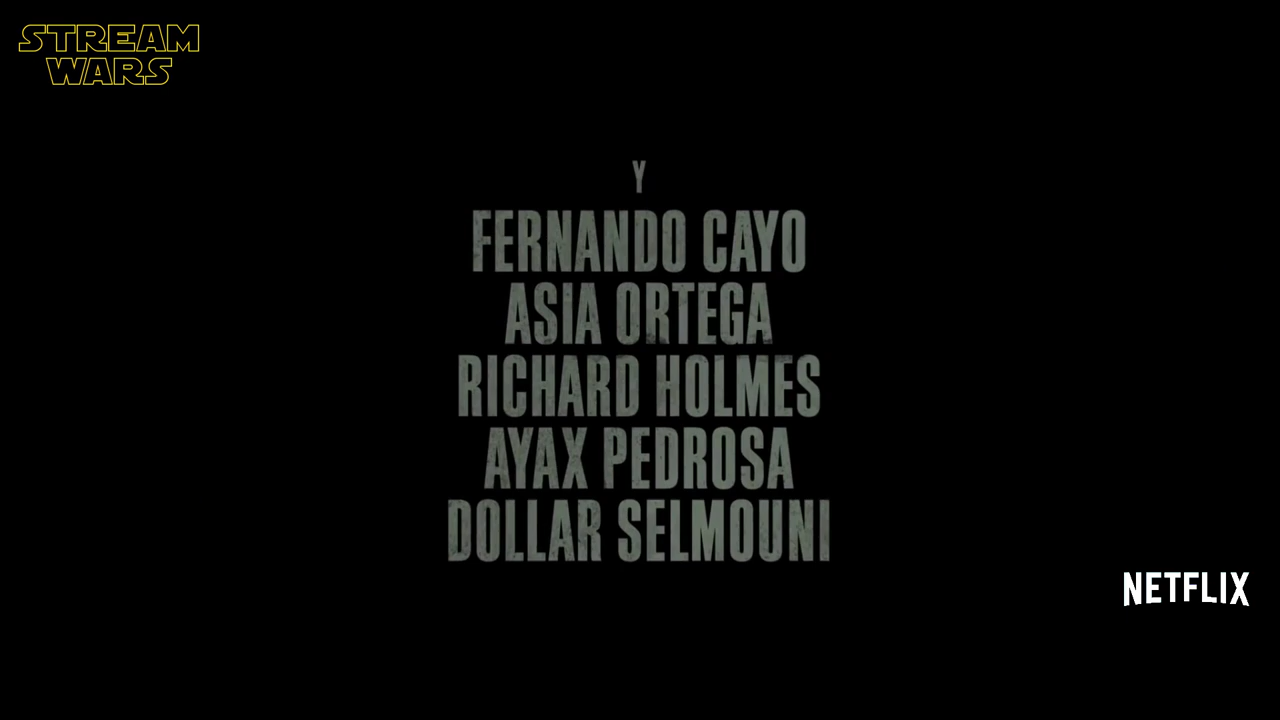 STREAM
WARS
Y
FERNANDO CAYO
ASIA ORTEGA
RICHARD HOLMES
AYAX PEDROSA
DOLLAR SELMOUNI
NETFLIX